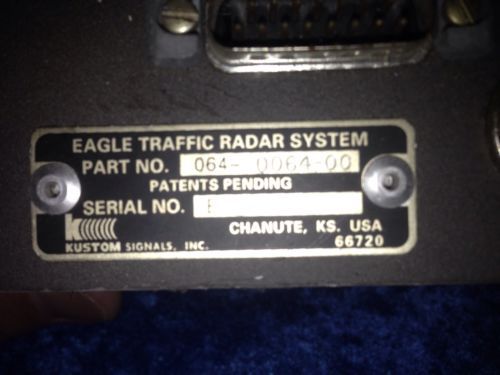 EAGLE TRAFFIC RADAR SYSTEM
PART NO. 064-0064-00
PATENTS PENDING
SERIAL NO. E
KUSTOM SIGNALS, INC.
CHANUTE, KS. USA
66720